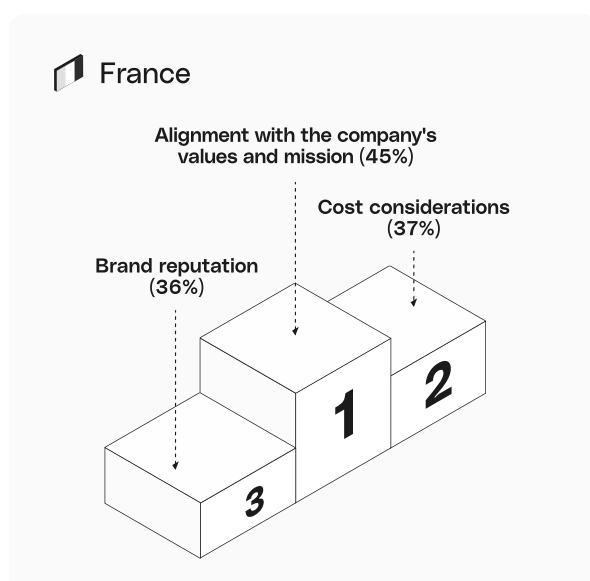 France
Alignment with the company's
values and mission (45%)
Cost considerations
(37%)
Brand reputation
(36%)
1
2
3